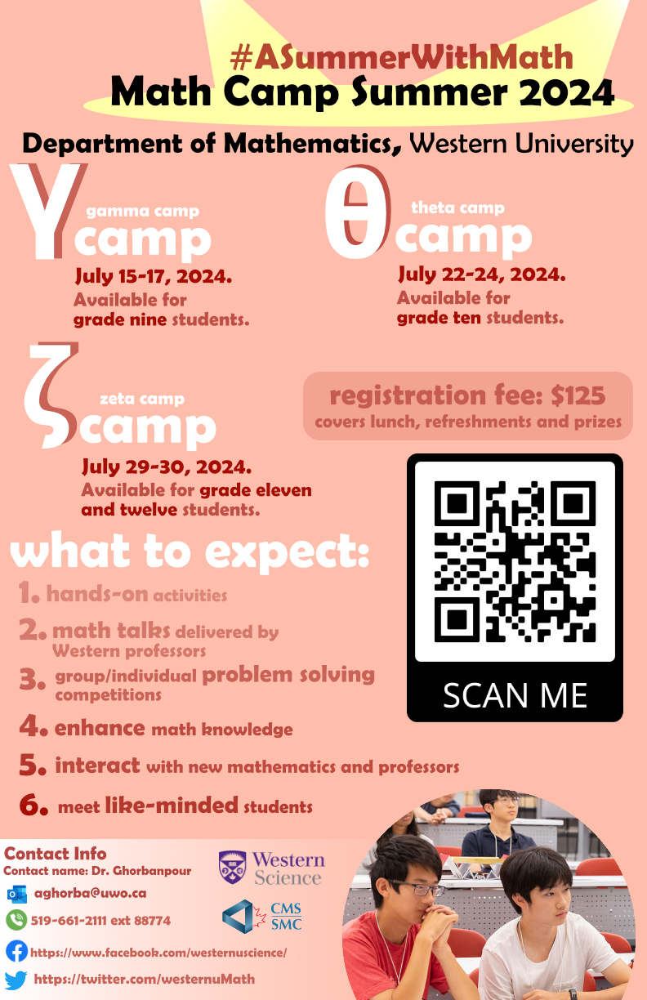 #ASummerWithMath
Math Camp Summer 2024
Department of Mathematics, Western University
γ
gamma camp
camp
July 15-17, 2024.
Available for
grade nine students.
θ
theta camp
camp
July 22-24, 2024.
Available for
grade ten students.
ζ
zeta camp
camp
July 29-30, 2024.
Available for grade eleven
and twelve students.
registration fee: $125
covers lunch, refreshments and prizes
SCAN ME
what to expect:
1. hands-on activities
2. math talks delivered by
Western professors
3. group/individual problem solving
competitions
4. enhance math knowledge
5. interact with new mathematics and professors
6. meet like-minded students
Contact Info
Contact name: Dr. Ghorbanpour
aghorba@uwo.ca
519-661-2111 ext 88774
https://www.facebook.com/westernuscience/
https://twitter.com/westernuMath
Western
Science
CMS
SMC